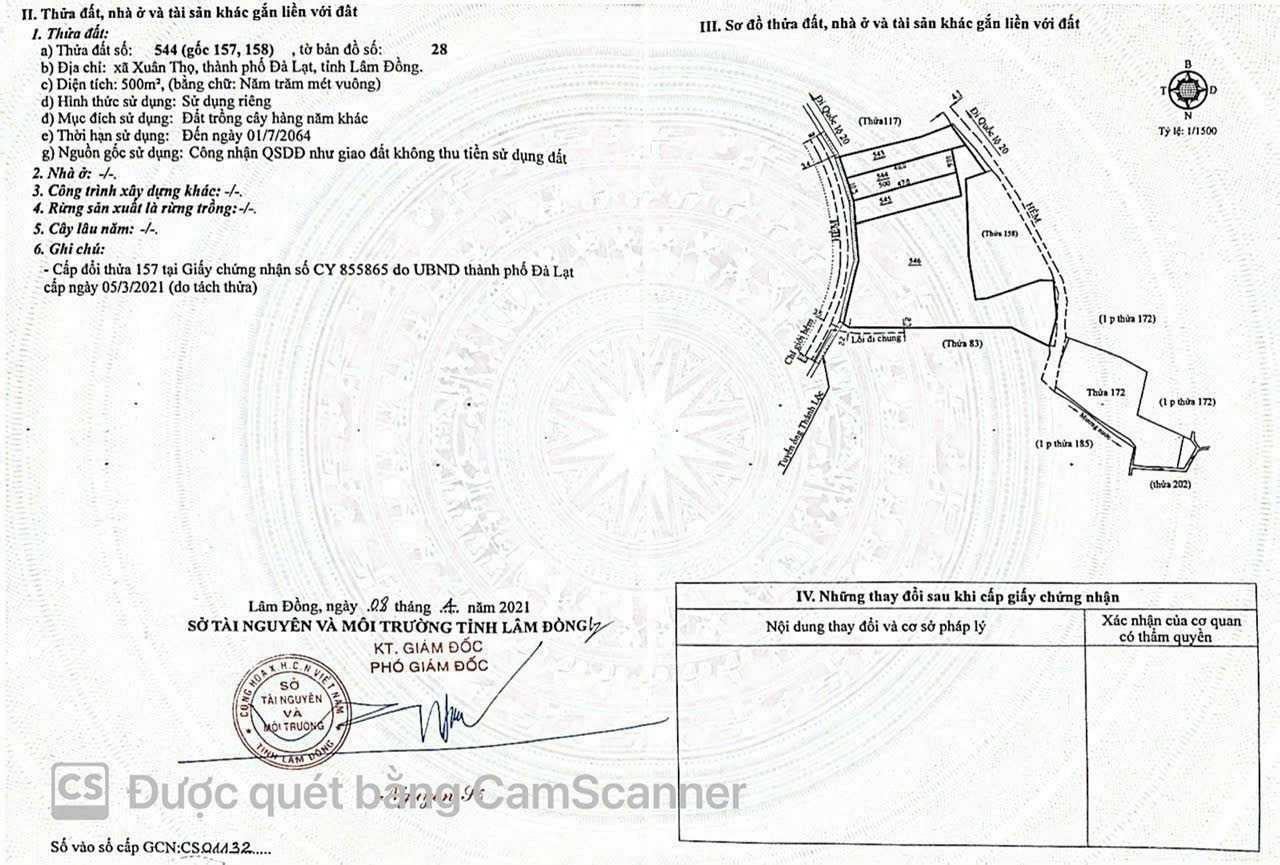 II. Thửa đất, nhà ở và tài sản khác gắn liền với đất
1. Thửa đất:
a) Thửa đất số: 544 (gốc 157, 158) , tờ bản đồ số: 28
b) Địa chỉ: xã Xuân Thọ, thành phố Đà Lạt, tỉnh Lâm Đồng.
c) Diện tích: 500m², (bằng chữ: Năm trăm mét vuông)
d) Hình thức sử dụng: Sử dụng riêng
đ) Mục đích sử dụng: Đất trồng cây hàng năm khác
e) Thời hạn sử dụng: Đến ngày 01/7/2064
g) Nguồn gốc sử dụng: Công nhận QSDĐ như giao đất không thu tiền sử dụng đất
2. Nhà ở: -/-.
3. Công trình xây dựng khác: -/-.
4. Rừng sản xuất là rừng trồng:-/-.
5. Cây lâu năm: -/-.
6. Ghi chú:
- Cấp đổi thửa 157 tại Giấy chứng nhận số CY 855865 do UBND thành phố Đà Lạt
cấp ngày 05/3/2021 (do tách thửa)
Lâm Đồng, ngày 08 tháng 4 năm 2021
SỞ TÀI NGUYÊN VÀ MÔI TRƯỜNG TỈNH LÂM ĐỒNG
KT. GIÁM ĐỐC
PHÓ GIÁM ĐỐC
CỘNG HÒA X.H.C.N VIỆT NAM
SỞ
TÀI NGUYÊN
VÀ
MÔI TRƯỜNG
TỈNH LÂM ĐỒNG
CS Được quét bằng CamScanner
Số vào sổ cấp GCN:CS01132.....
III. Sơ đồ thửa đất, nhà ở và tài sản khác gắn liền với đất
B
T
D
N
Tỷ lệ: 1/1500
Đi Quốc lộ 20
(Thửa117)
Đi Quốc lộ 20
543
544
500
545
HẺM
(Thửa 158)
546
Chỉ giới hẻm
Lối đi chung
(Thửa 83)
(1 p thửa 172)
Thửa 172
(1 p thửa 172)
Mương nước
(1 p thửa 185)
(thửa 202)
Tuyến ống Thánh Lộc
IV. Những thay đổi sau khi cấp giấy chứng nhận
Nội dung thay đổi và cơ sở pháp lý
Xác nhận của cơ quan
có thẩm quyền